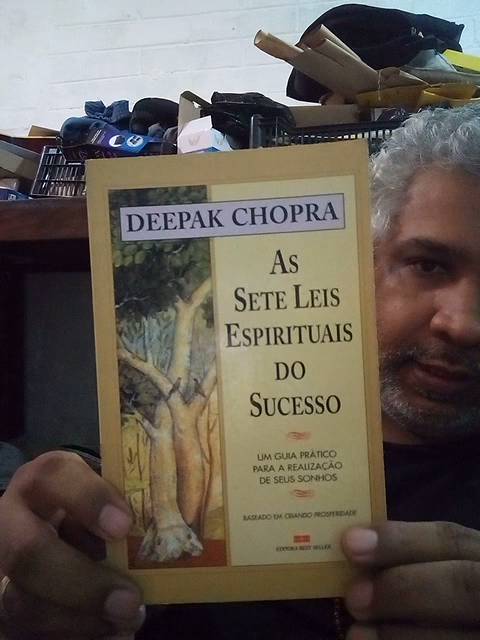 DEEPAK CHOPRA
AS
SETE LEIS
ESPIRITUAIS
DO
SUCESSO
UM GUIA PRÁTICO
PARA A REALIZAÇÃO
DE SEUS SONHOS
BASEADO EM CRIANDO PROSPERIDADE
EDITORA BEST SELLER